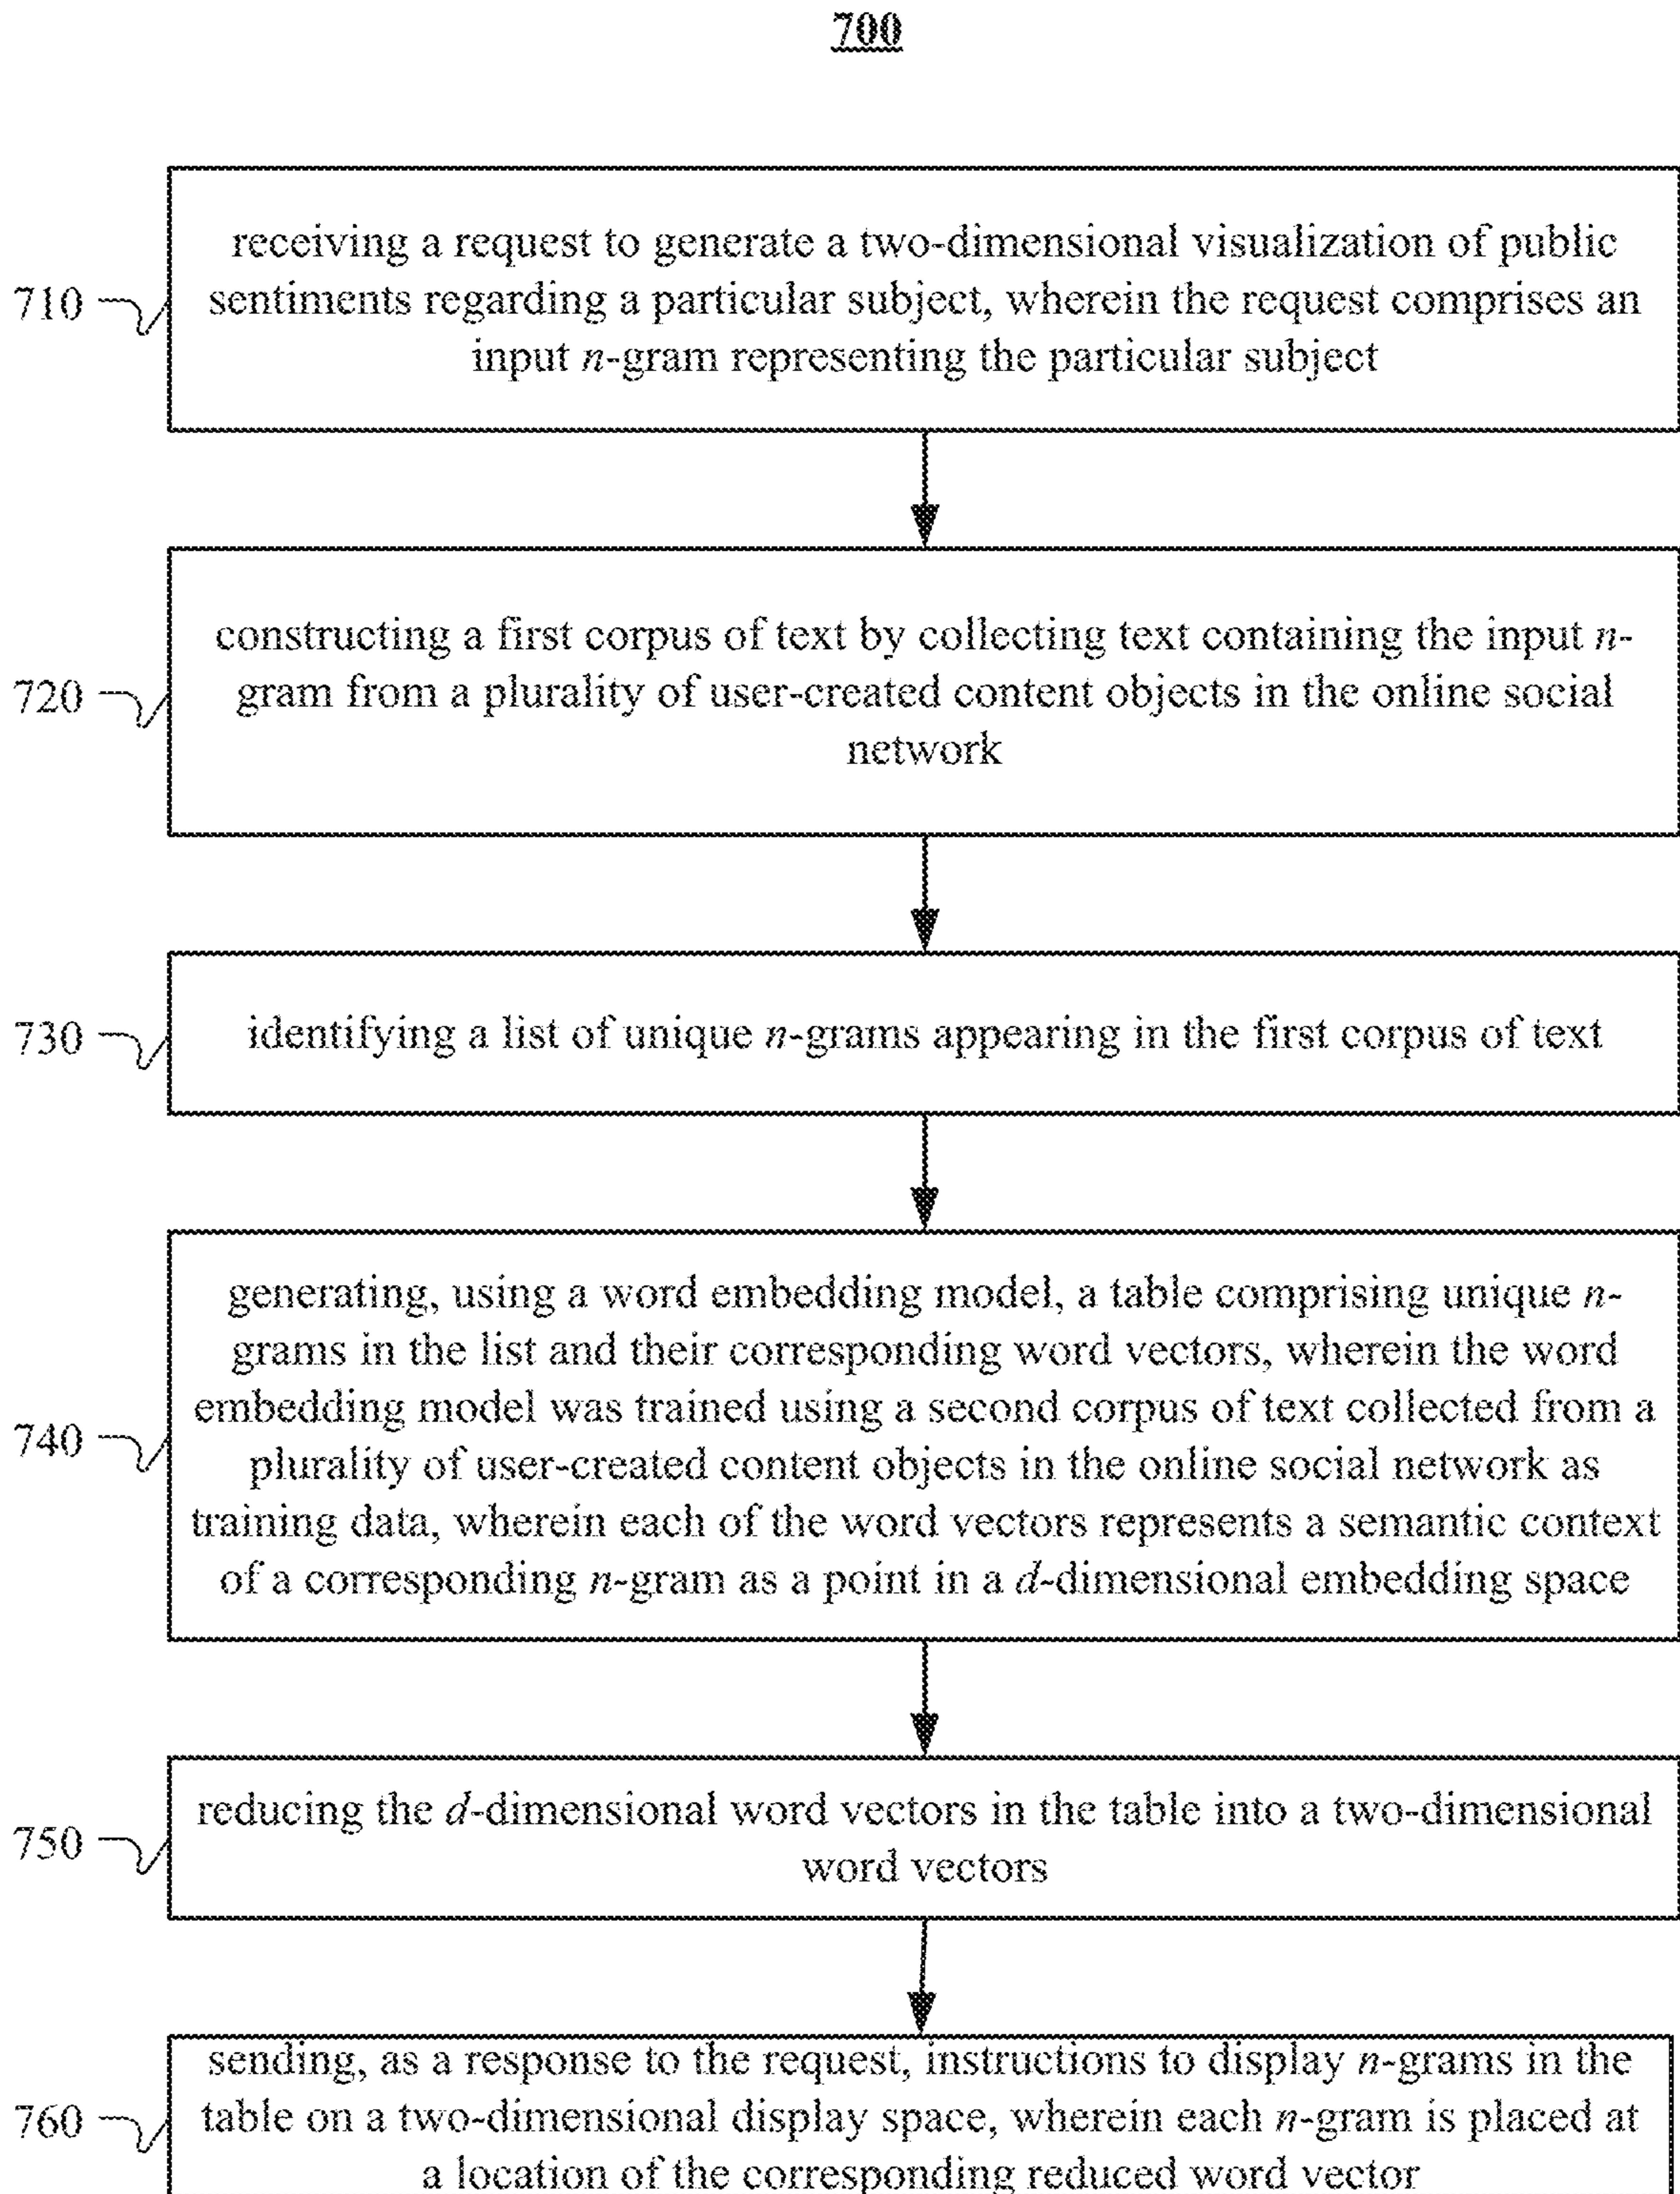 700
receiving a request to generate a two-dimensional visualization of public
sentiments regarding a particular subject, wherein the request comprises an
input n-gram representing the particular subject
710
constructing a first corpus of text by collecting text containing the input n-
gram from a plurality of user-created content objects in the online social
network
720
identifying a list of unique n-grams appearing in the first corpus of text
730
generating, using a word embedding model, a table comprising unique n-
grams in the list and their corresponding word vectors, wherein the word
embedding model was trained using a second corpus of text collected from a
plurality of user-created content objects in the online social network as
training data, wherein each of the word vectors represents a semantic context
of a corresponding n-gram as a point in a d-dimensional embedding space
740
reducing the d-dimensional word vectors in the table into a two-dimensional
word vectors
750
sending, as a response to the request, instructions to display n-grams in the
table on a two-dimensional display space, wherein each n-gram is placed at
a location of the corresponding reduced word vector
760